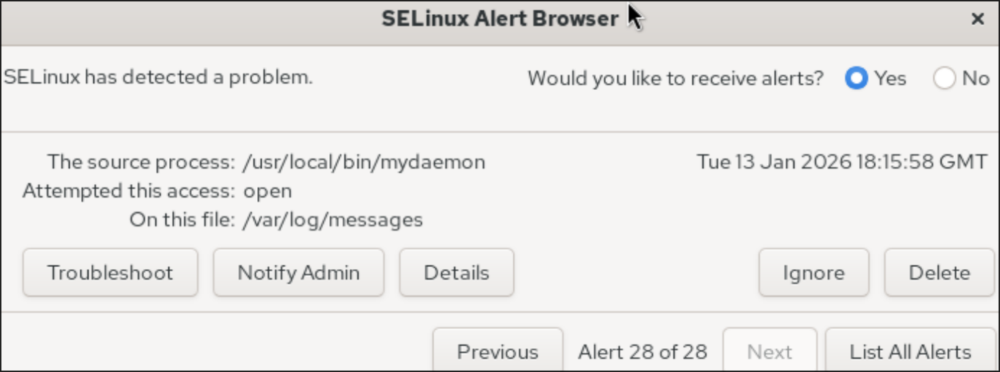 SELinux Alert Browser ×
SELinux has detected a problem. Would you like to receive alerts? Yes No
The source process: /usr/local/bin/mydaemon Tue 13 Jan 2026 18:15:58 GMT
Attempted this access: open
On this file: /var/log/messages
Troubleshoot Notify Admin Details Ignore Delete
Previous Alert 28 of 28 Next List All Alerts